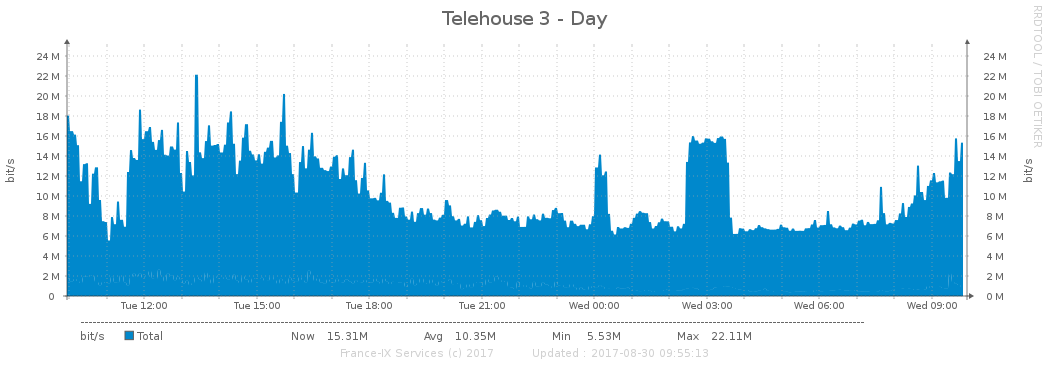 Telehouse 3 - Day
RRDTOOL / TOBI OETIKER
bit/s
bit/s
24 M 24 M
22 M 22 M
20 M 20 M
18 M 18 M
16 M 16 M
14 M 14 M
12 M 12 M
10 M 10 M
8 M 8 M
6 M 6 M
4 M 4 M
2 M 2 M
0 0 M
Tue 12:00 Tue 15:00 Tue 18:00 Tue 21:00 Wed 00:00 Wed 03:00 Wed 06:00 Wed 09:00
bit/s Total Now 15.31M Avg 10.35M Min 5.53M Max 22.11M
France-IX Services (c) 2017 Updated : 2017-08-30 09:55:13